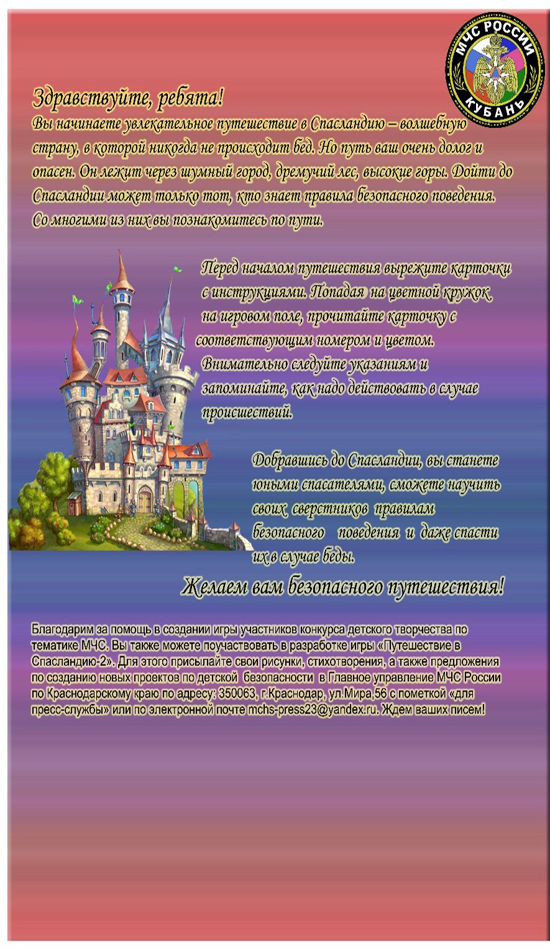 МЧС РОССИИ
КУБАНЬ
Здравствуйте, ребята!
Вы начинаете увлекательное путешествие в Спасландию – волшебную
страну, в которой никогда не происходит бед. Но путь ваш очень долог и
опасен. Он лежит через шумный город, дремучий лес, высокие горы. Дойти до
Спасландии может только тот, кто знает правила безопасного поведения.
Со многими из них вы познакомитесь по пути.
Перед началом путешествия вырежите карточки
с инструкциями. Попадая на цветной кружок
на игровом поле, прочитайте карточку с
соответствующим номером и цветом.
Внимательно следуйте указаниям и
запоминайте, как надо действовать в случае
происшествий.
Добравшись до Спасландии, вы станете
юными спасателями, сможете научить
своих сверстников правилам
безопасного поведения и даже спасти
их в случае беды.
Желаем вам безопасного путешествия!
Благодарим за помощь в создании игры участников конкурса детского творчества по
тематике МЧС. Вы также можете поучаствовать в разработке игры «Путешествие в
Спасландию-2». Для этого присылайте свои рисунки, стихотворения, а также предложения
по созданию новых проектов по детской безопасности в Главное управление МЧС России
по Краснодарскому краю по адресу: 350063, г.Краснодар, ул.Мира,56 с пометкой «для
пресс-службы» или по электронной почте mchs-press23@yandex.ru. Ждем ваших писем!